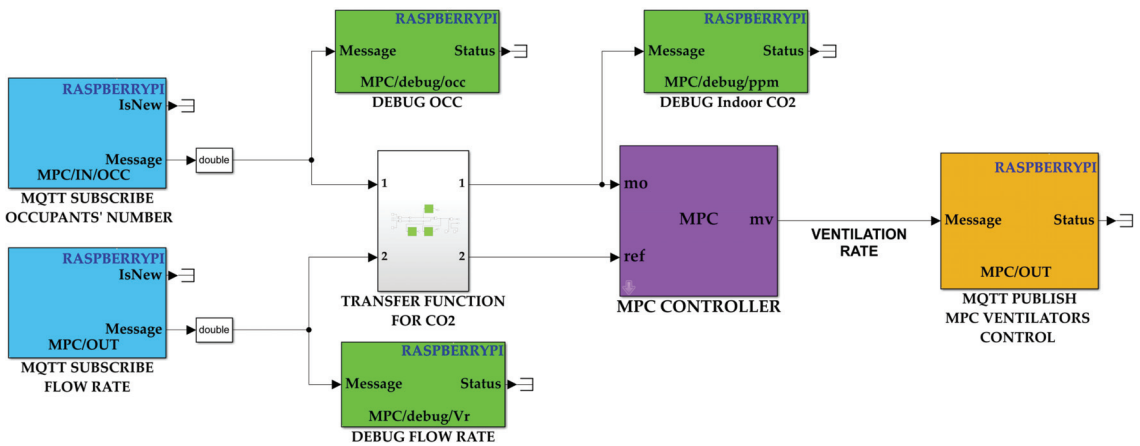 RASPBERRYPI
Message
Status
MPC/debug/occ
DEBUG OCC
RASPBERRYPI
Message
Status
MPC/debug/ppm
DEBUG Indoor CO2
RASPBERRYPI
IsNew
Message
MPC/IN/OCC
MQTT SUBSCRIBE
OCCUPANTS' NUMBER
double
1
2
1
2
TRANSFER FUNCTION
FOR CO2
mo
ref
MPC
mv
MPC CONTROLLER
VENTILATION
RATE
RASPBERRYPI
Message
Status
MPC/OUT
MQTT PUBLISH
MPC VENTILATORS
CONTROL
RASPBERRYPI
IsNew
Message
MPC/OUT
MQTT SUBSCRIBE
FLOW RATE
double
RASPBERRYPI
Message
Status
MPC/debug/Vr
DEBUG FLOW RATE